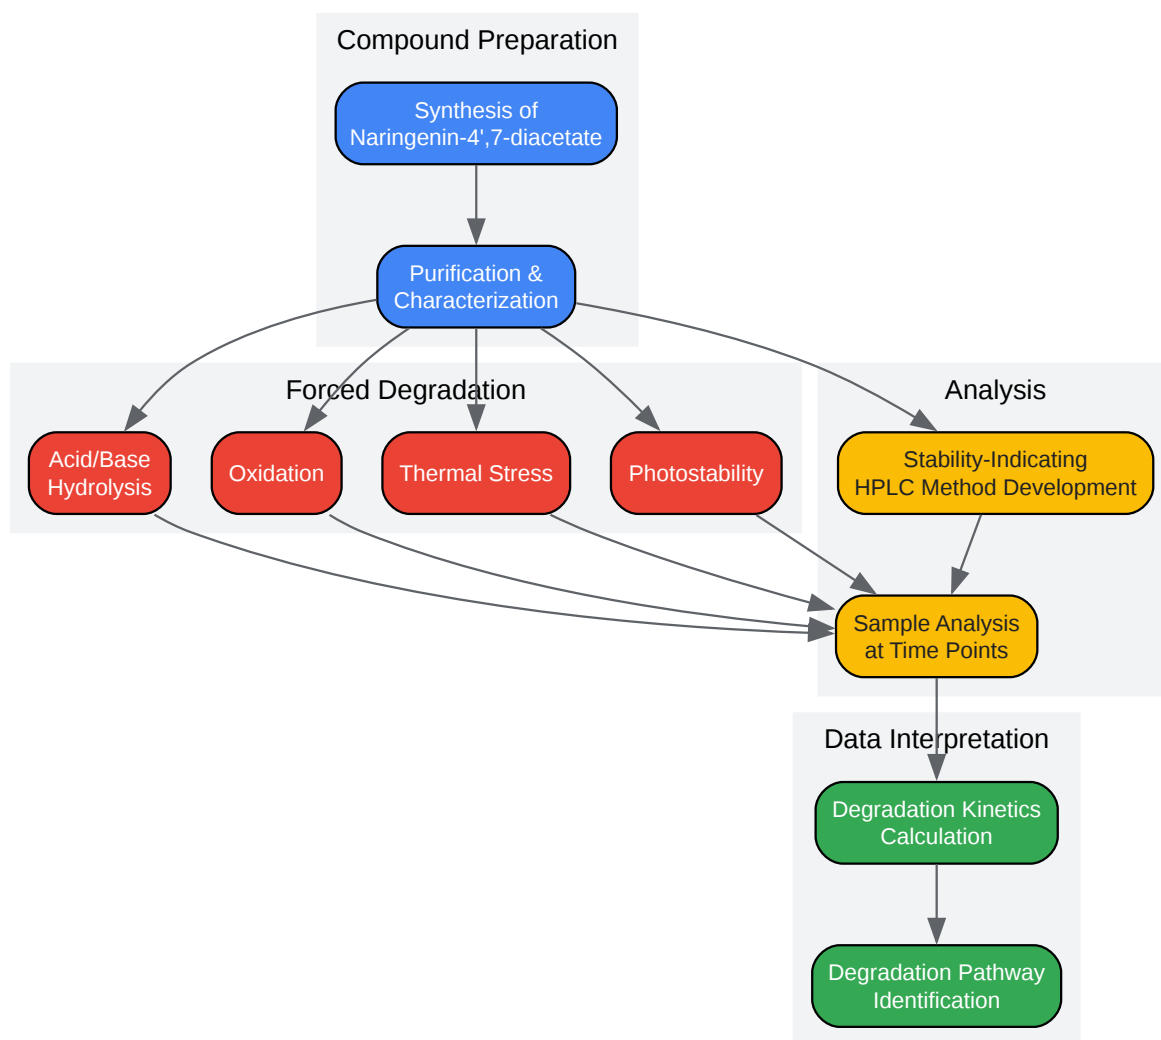 Compound Preparation
Synthesis of
Naringenin-4',7-diacetate
Purification &
Characterization
Forced Degradation
Analysis
Acid/Base
Hydrolysis
Oxidation
Thermal Stress
Photostability
Stability-Indicating
HPLC Method Development
Sample Analysis
at Time Points
Data Interpretation
Degradation Kinetics
Calculation
Degradation Pathway
Identification